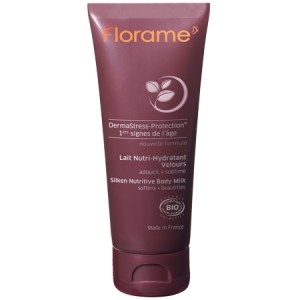 Florame
DermaStress-Protection*
1ers signes de l'âge
nouvelle formule
Lait Nutri-Hydratant
Velours
adoucit • sublime
Silken Nutritive Body Milk
softens • beautifies
BIO
Made in France